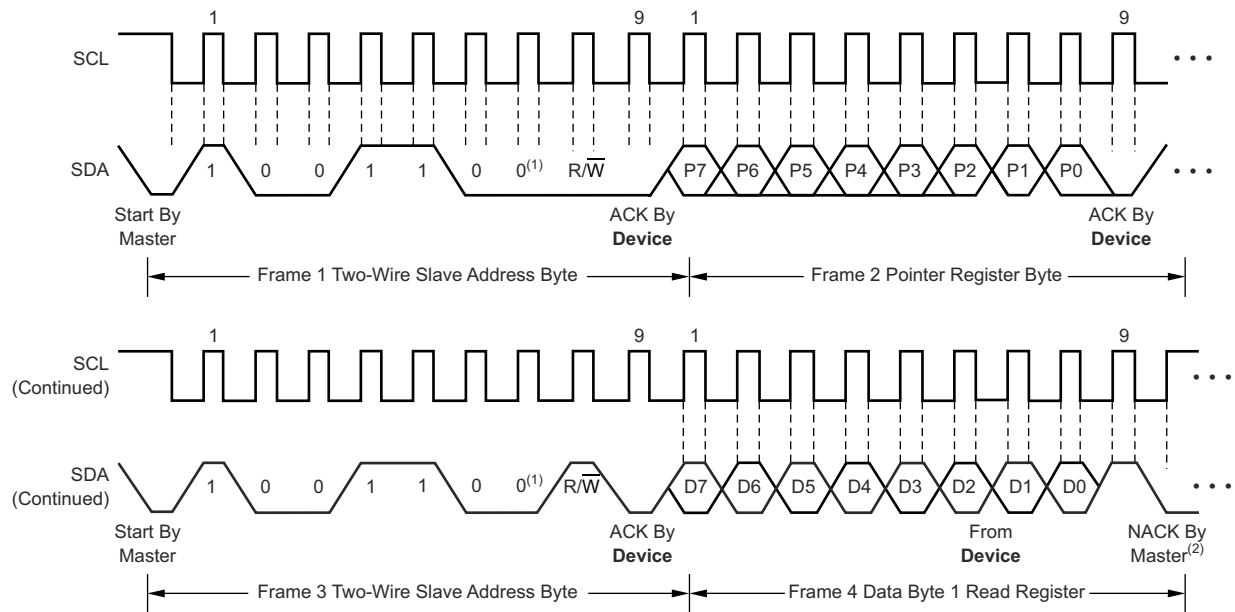 1 9 1 9
SCL
SDA 1 0 0 1 1 0 0(1) R/W̅ P7 P6 P5 P4 P3 P2 P1 P0
Start By ACK By ACK By
Master Device Device
Frame 1 Two-Wire Slave Address Byte Frame 2 Pointer Register Byte
1 9 1 9
SCL
(Continued)
SDA 1 0 0 1 1 0 0(1) R/W̅ D7 D6 D5 D4 D3 D2 D1 D0
(Continued)
Start By ACK By From NACK By
Master Device Device Master(2)
Frame 3 Two-Wire Slave Address Byte Frame 4 Data Byte 1 Read Register